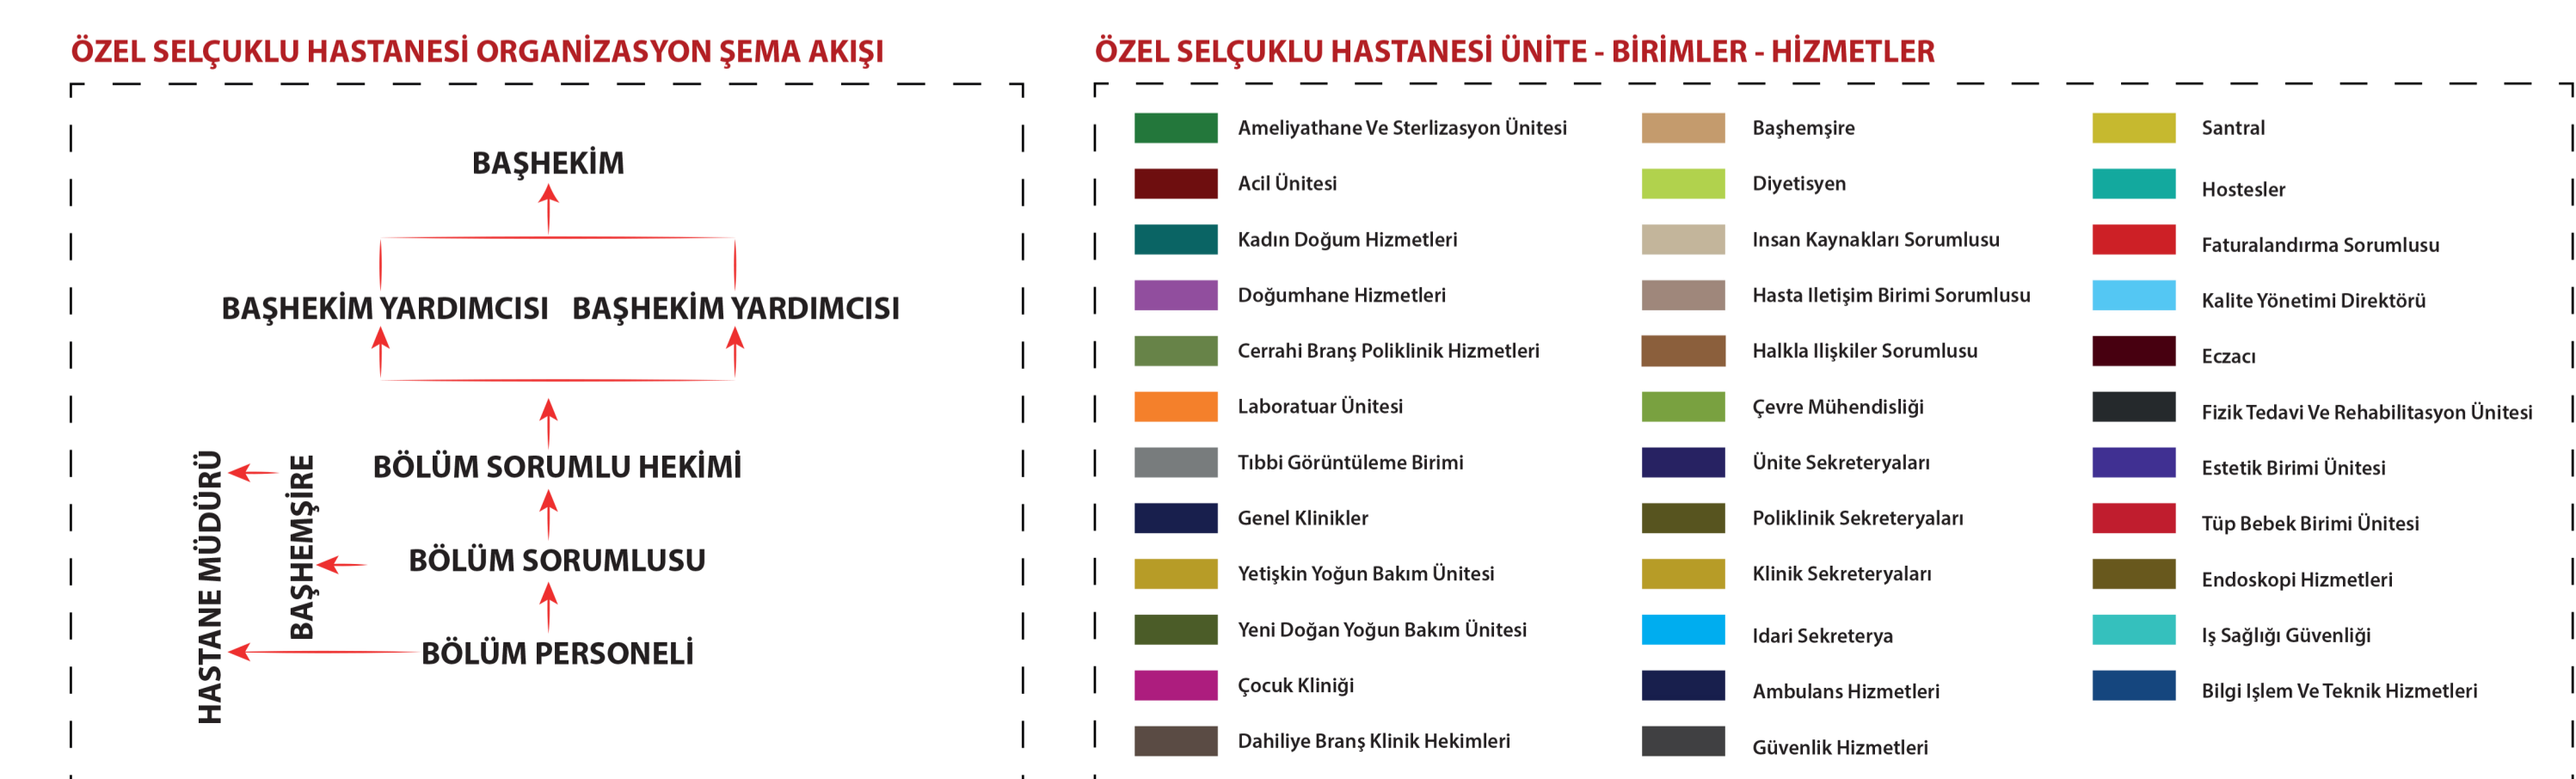 ÖZEL SELÇUKLU HASTANESİ ORGANİZASYON ŞEMA AKIŞI
BAŞHEKİM
BAŞHEKİM YARDIMCISI BAŞHEKİM YARDIMCISI
BÖLÜM SORUMLU HEKİMİ
BÖLÜM SORUMLUSU
BÖLÜM PERSONELİ
BAŞHEMŞİRE
HASTANE MÜDÜRÜ
ÖZEL SELÇUKLU HASTANESİ ÜNİTE - BİRİMLER - HİZMETLER
Ameliyathane Ve Sterlizasyon Ünitesi
Acil Ünitesi
Kadın Doğum Hizmetleri
Doğumhane Hizmetleri
Cerrahi Branş Poliklinik Hizmetleri
Laboratuar Ünitesi
Tıbbi Görüntüleme Birimi
Genel Klinikler
Yetişkin Yoğun Bakım Ünitesi
Yeni Doğan Yoğun Bakım Ünitesi
Çocuk Kliniği
Dahiliye Branş Klinik Hekimleri
Başhemşire
Diyetisyen
Insan Kaynakları Sorumlusu
Hasta Iletişim Birimi Sorumlusu
Halkla Ilişkiler Sorumlusu
Çevre Mühendisliği
Ünite Sekreteryaları
Poliklinik Sekreteryaları
Klinik Sekreteryaları
Idari Sekreterya
Ambulans Hizmetleri
Güvenlik Hizmetleri
Santral
Hostesler
Faturalandırma Sorumlusu
Kalite Yönetimi Direktörü
Eczacı
Fizik Tedavi Ve Rehabilitasyon Ünitesi
Estetik Birimi Ünitesi
Tüp Bebek Birimi Ünitesi
Endoskopi Hizmetleri
Iş Sağlığı Güvenliği
Bilgi Işlem Ve Teknik Hizmetleri